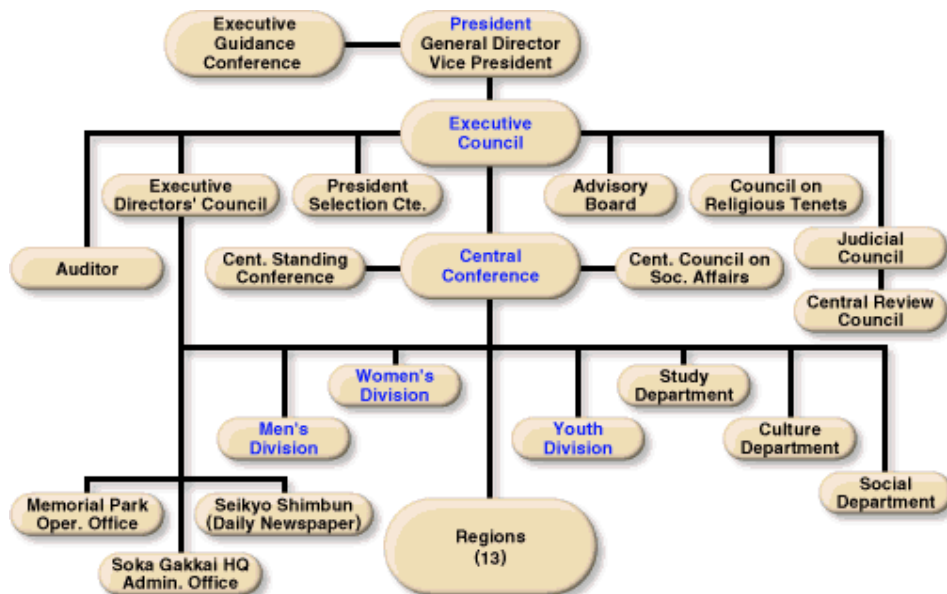 Executive
Guidance
Conference
President
General Director
Vice President
Executive
Council
Executive
Directors' Council
President
Selection Cte.
Advisory
Board
Council on
Religious Tenets
Auditor
Cent. Standing
Conference
Central
Conference
Cent. Council on
Soc. Affairs
Judicial
Council
Central Review
Council
Women's
Division
Study
Department
Men's
Division
Youth
Division
Culture
Department
Social
Department
Memorial Park
Oper. Office
Seikyo Shimbun
(Daily Newspaper)
Regions
(13)
Soka Gakkai HQ
Admin. Office